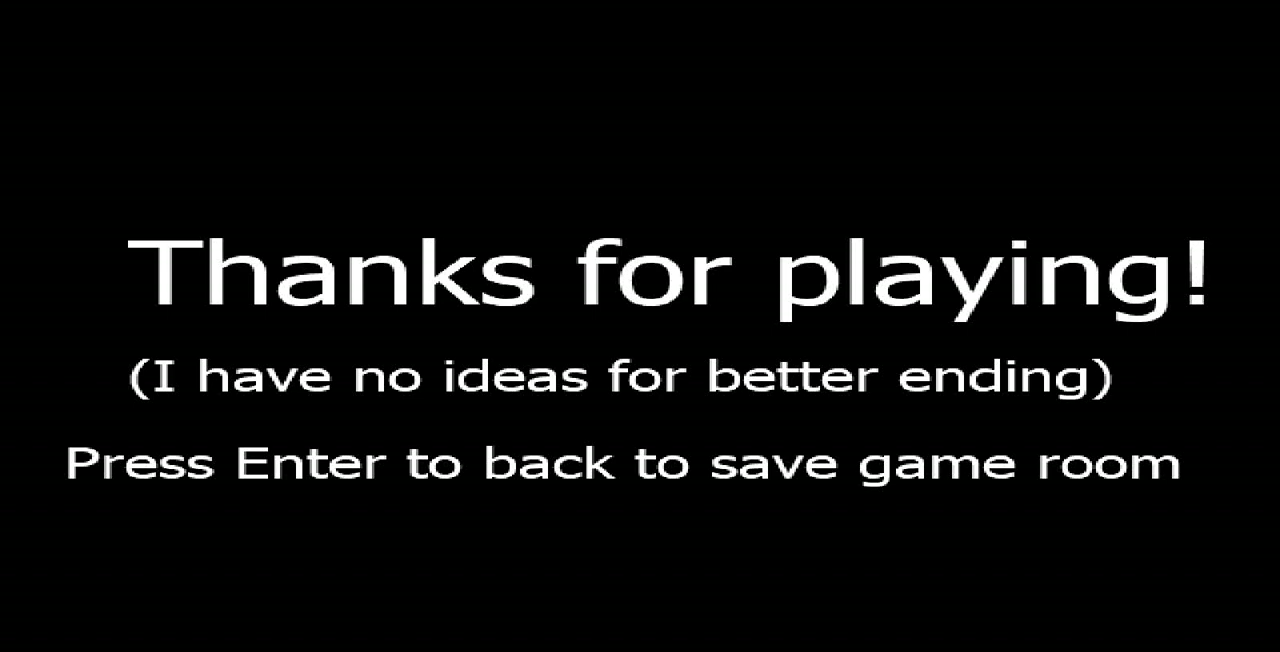 Thanks for playing!
(I have no ideas for better ending)
Press Enter to back to save game room